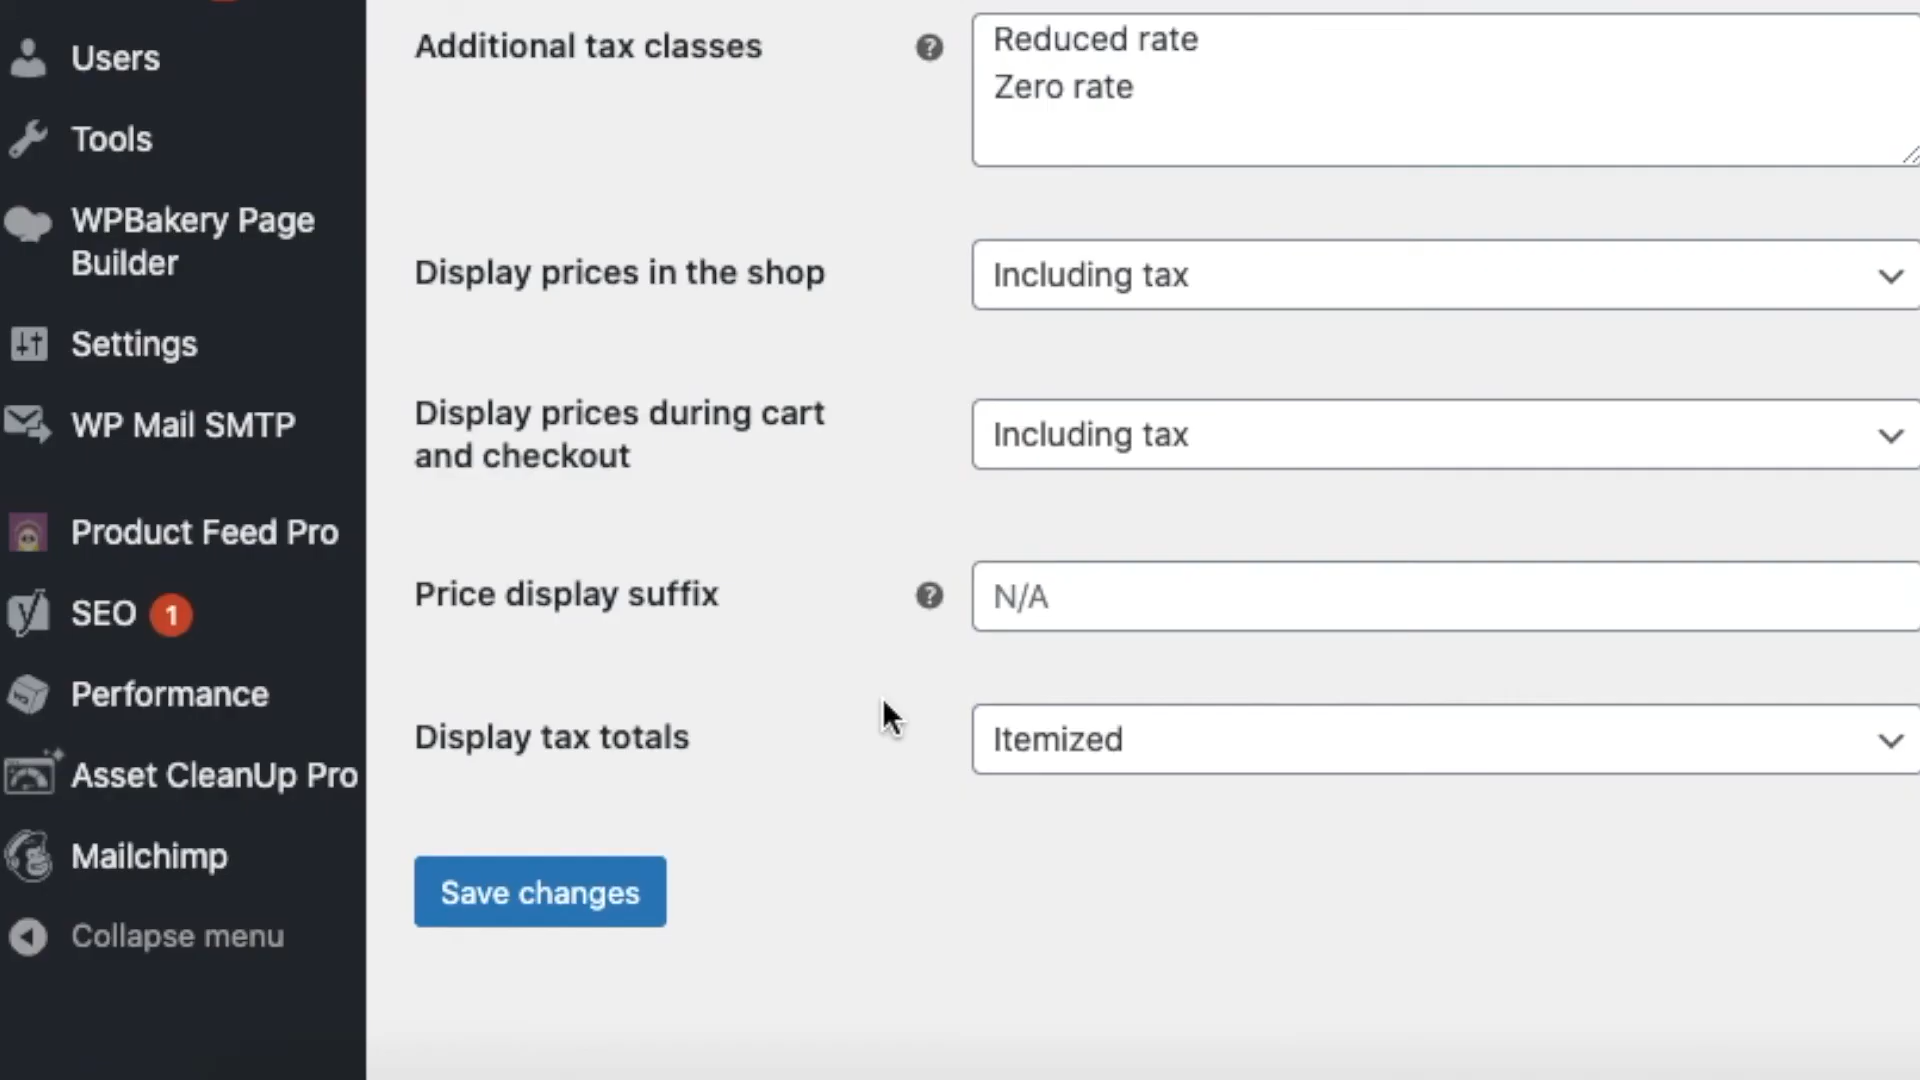 Users
Tools
WPBakery Page
Builder
Settings
WP Mail SMTP
Product Feed Pro
SEO 1
Performance
Asset CleanUp Pro
Mailchimp
Collapse menu
Additional tax classes
Reduced rate
Zero rate
Display prices in the shop
Including tax
Display prices during cart
and checkout
Including tax
Price display suffix
N/A
Display tax totals
Itemized
Save changes